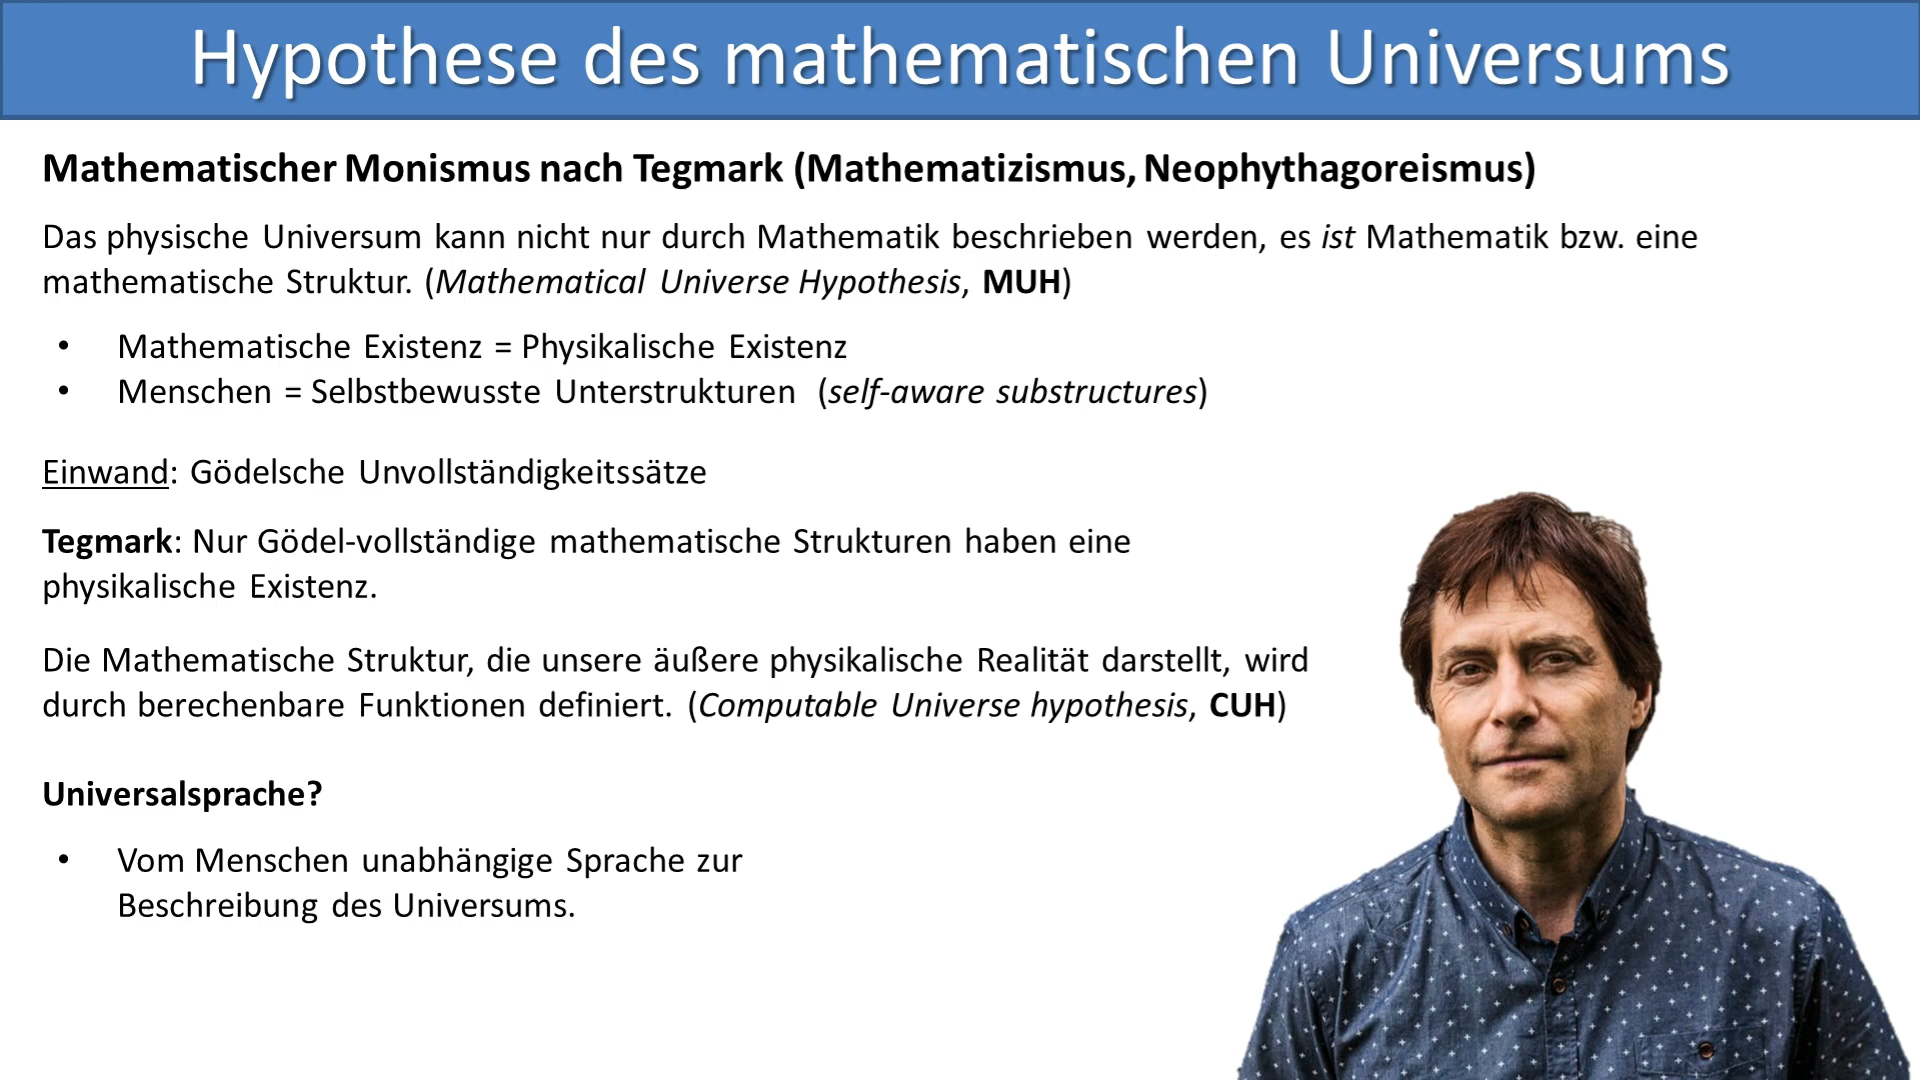 Hypothese des mathematischen Universums
Mathematischer Monismus nach Tegmark (Mathematizismus, Neophythagoreismus)
Das physische Universum kann nicht nur durch Mathematik beschrieben werden, es ist Mathematik bzw. eine
mathematische Struktur. (Mathematical Universe Hypothesis, MUH)
• Mathematische Existenz = Physikalische Existenz
• Menschen = Selbstbewusste Unterstrukturen (self-aware substructures)
Einwand: Gödelsche Unvollständigkeitssätze
Tegmark: Nur Gödel-vollständige mathematische Strukturen haben eine
physikalische Existenz.
Die Mathematische Struktur, die unsere äußere physikalische Realität darstellt, wird
durch berechenbare Funktionen definiert. (Computable Universe hypothesis, CUH)
Universalsprache?
• Vom Menschen unabhängige Sprache zur
Beschreibung des Universums.